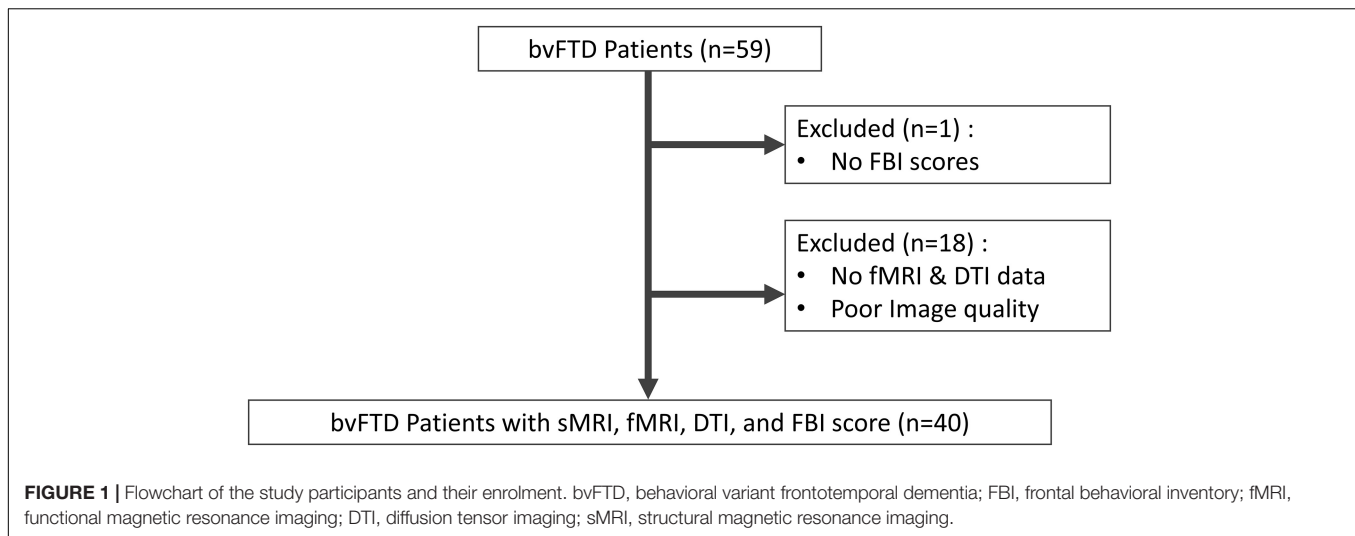 bvFTD Patients (n=59)
Excluded (n=1) :
• No FBI scores
Excluded (n=18) :
• No fMRI & DTI data
• Poor Image quality
bvFTD Patients with sMRI, fMRI, DTI, and FBI score (n=40)
FIGURE 1 | Flowchart of the study participants and their enrolment. bvFTD, behavioral variant frontotemporal dementia; FBI, frontal behavioral inventory; fMRI,
functional magnetic resonance imaging; DTI, diffusion tensor imaging; sMRI, structural magnetic resonance imaging.